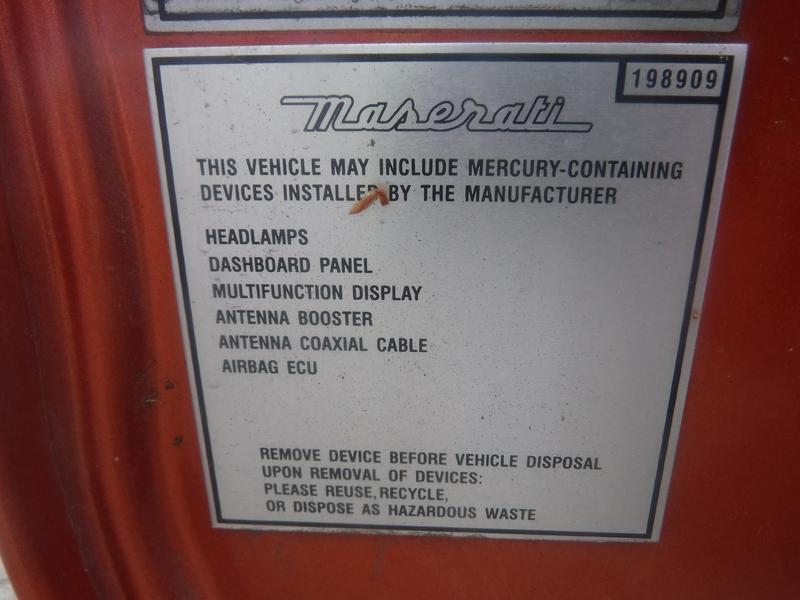 198909
Maserati
THIS VEHICLE MAY INCLUDE MERCURY-CONTAINING
DEVICES INSTALLED BY THE MANUFACTURER
HEADLAMPS
DASHBOARD PANEL
MULTIFUNCTION DISPLAY
ANTENNA BOOSTER
ANTENNA COAXIAL CABLE
AIRBAG ECU
REMOVE DEVICE BEFORE VEHICLE DISPOSAL
UPON REMOVAL OF DEVICES:
PLEASE REUSE, RECYCLE,
OR DISPOSE AS HAZARDOUS WASTE